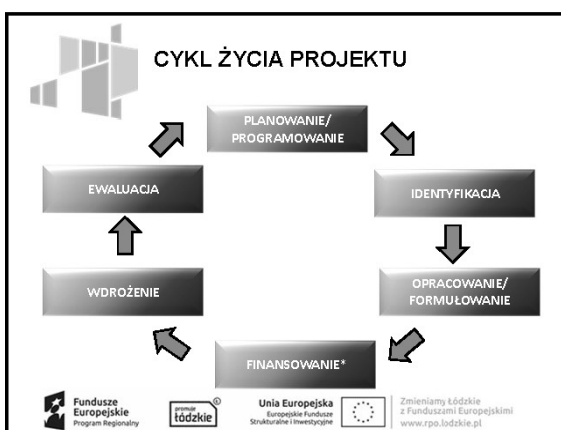 CYKL ŻYCIA PROJEKTU
PLANOWANIE/
PROGRAMOWANIE
IDENTYFIKACJA
OPRACOWANIE/
FORMUŁOWANIE
FINANSOWANIE*
WDROŻENIE
EWALUACJA
Fundusze
Europejskie
Program Regionalny
promuje
łódzkie
Unia Europejska
Europejskie Fundusze
Strukturalne i Inwestycyjne
Zmieniamy Łódzkie
z Funduszami Europejskimi
www.rpo.lodzkie.pl